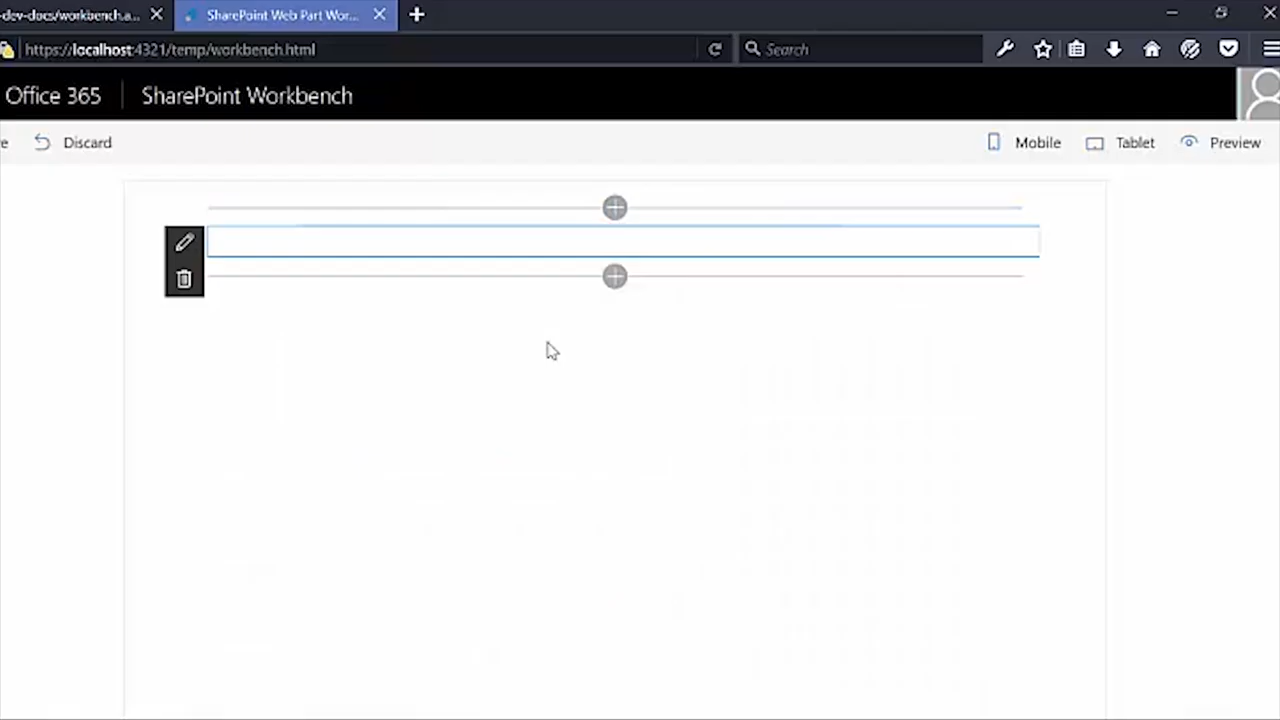 -dev-docs/workbench.a...
SharePoint Web Part Wor...
https://localhost:4321/temp/workbench.html
Search
Office 365
SharePoint Workbench
e
Discard
Mobile
Tablet
Preview